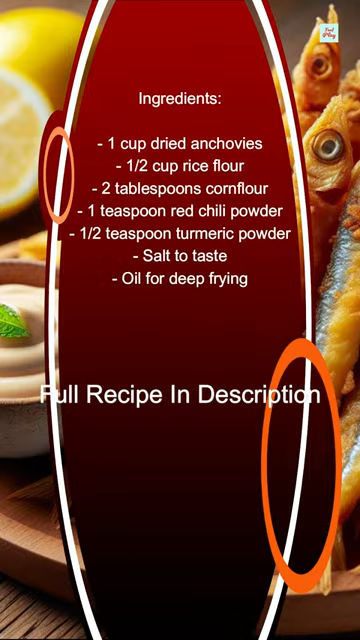 Ingredients:
- 1 cup dried anchovies
- 1/2 cup rice flour
- 2 tablespoons cornflour
- 1 teaspoon red chili powder
- 1/2 teaspoon turmeric powder
- Salt to taste
- Oil for deep frying
Full Recipe In Description